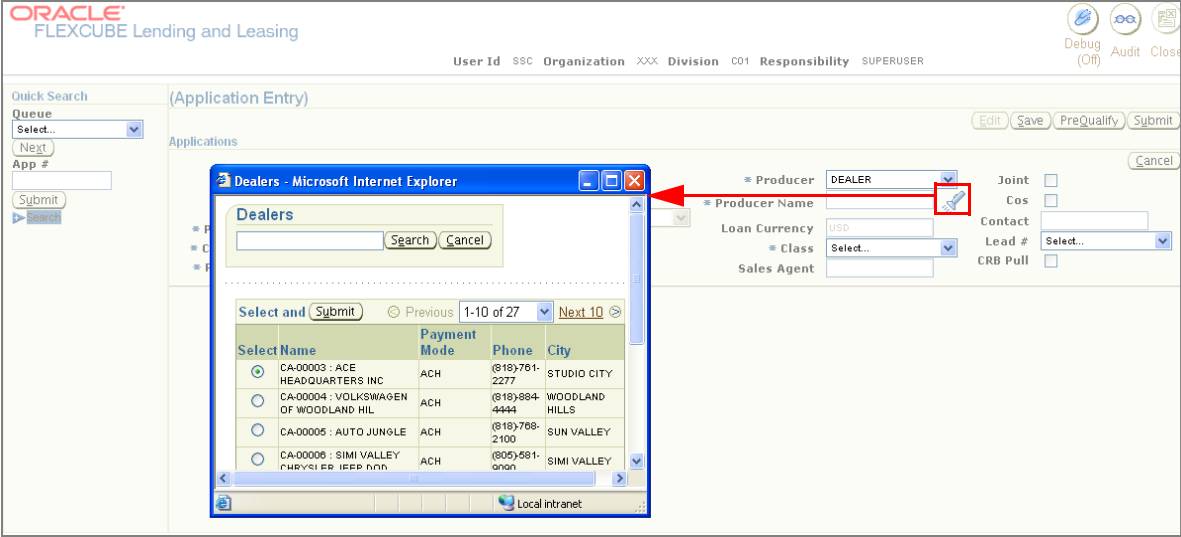 ORACLE
FLEXCUBE Lending and Leasing
Debug (Off)
Audit
Close
User Id SSC Organization XXX Division C01 Responsibility SUPERUSER
Quick Search
Queue
Select...
Next
App #
Submit
Search
(Application Entry)
Edit Save PreQualify Submit
Applications
Cancel
* Producer DEALER
* Producer Name
Loan Currency USD
* Class Select...
Sales Agent
Joint
Cos
Contact
Lead # Select...
CRB Pull
* P
* C
Dealers - Microsoft Internet Explorer
Dealers
Search Cancel
Select and Submit Previous 1-10 of 27 Next 10
Select Name Payment Mode Phone City
CA-00003 : ACE HEADQUARTERS INC ACH (818)-761-2277 STUDIO CITY
CA-00004 : VOLKSWAGEN OF WOODLAND HIL ACH (818)-884-4444 WOODLAND HILLS
CA-00005 : AUTO JUNGLE ACH (818)-768-2100 SUN VALLEY
CA-00006 : SIMI VALLEY CHRYSLER JEEP DOD ACH (805)-581-9090 SIMI VALLEY
Local intranet